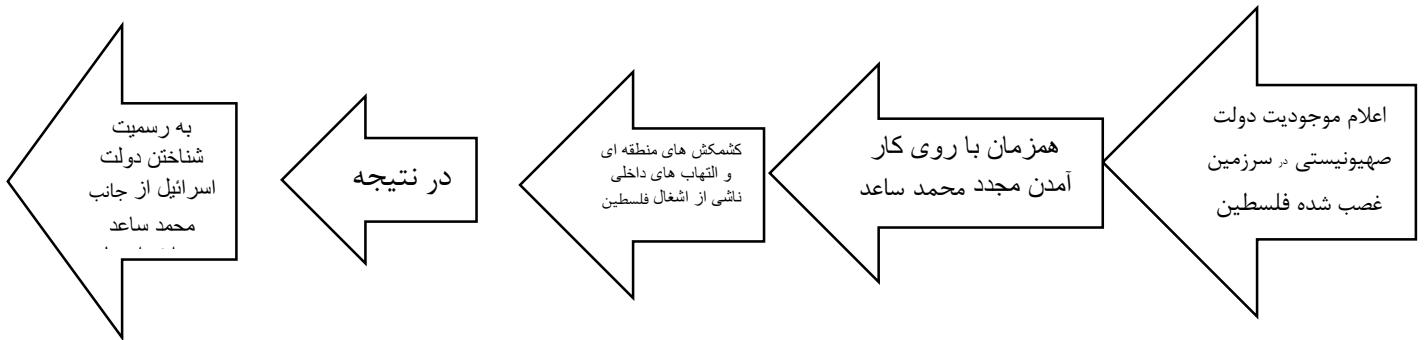 اعلام موجودیت دولت
صهیونیستی در سرزمین
غصب شده فلسطین
همزمان با روی کار
آمدن مجدد محمد ساعد
کشمکش های منطقه ای
و التهاب های داخلی
ناشی از اشغال فلسطین
در نتیجه
به رسمیت
شناختن دولت
اسرائیل از جانب
محمد ساعد